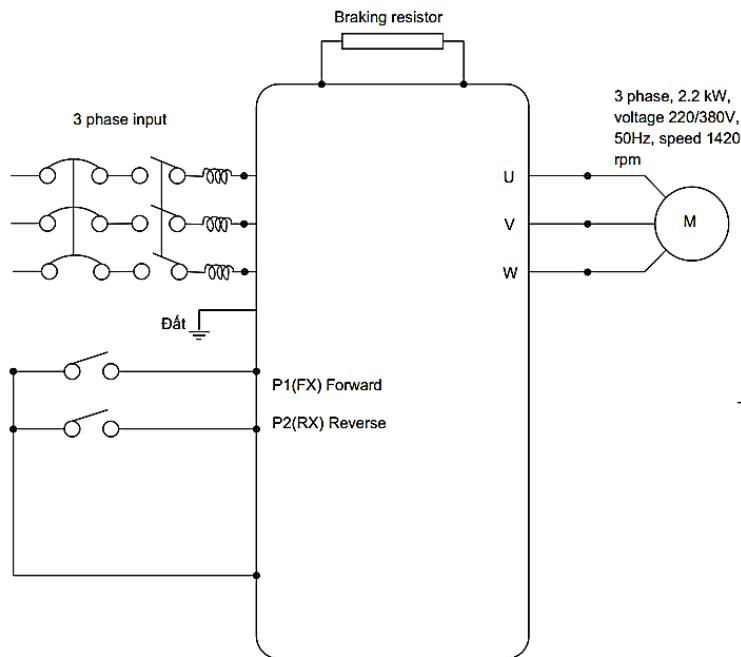 Braking resistor
3 phase input
3 phase, 2.2 kW,
voltage 220/380V,
50Hz, speed 1420
rpm
U
V
M
W
Đất
P1(FX) Forward
P2(RX) Reverse